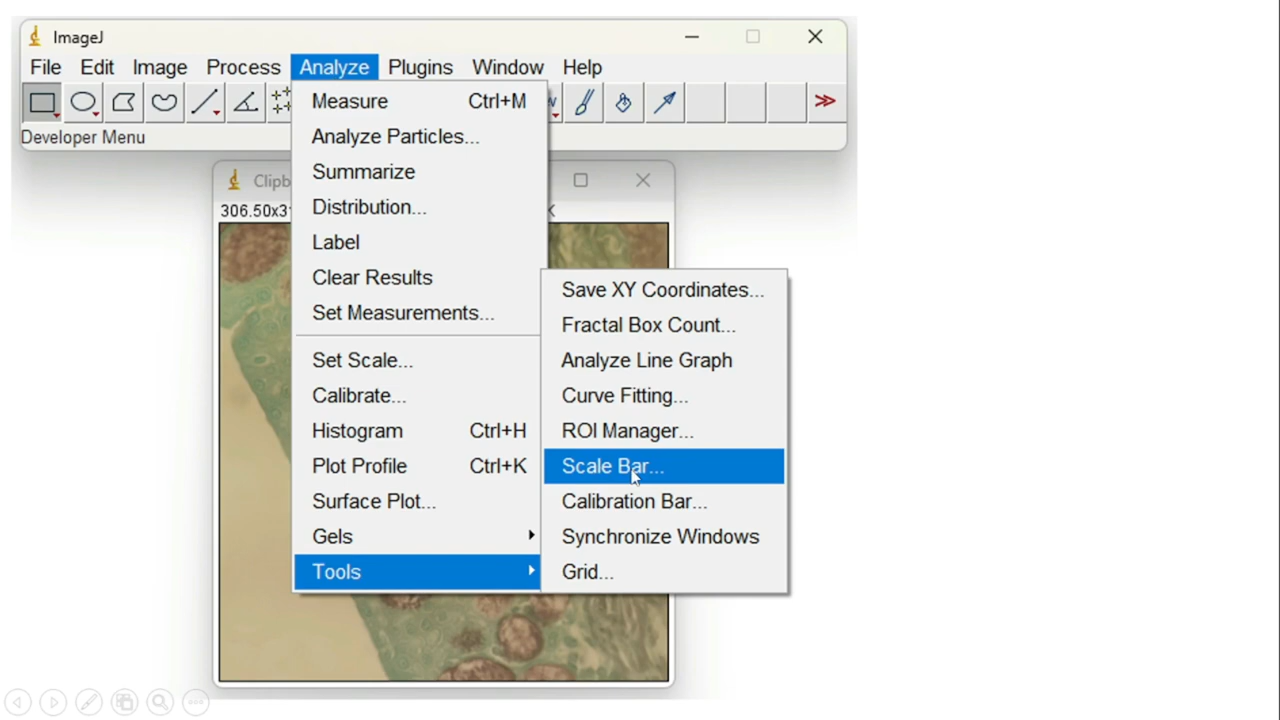 ImageJ
File Edit Image Process Analyze Plugins Window Help
Developer Menu
Measure Ctrl+M
Analyze Particles...
Summarize
Distribution...
Label
Clear Results
Set Measurements...
Set Scale...
Calibrate...
Histogram Ctrl+H
Plot Profile Ctrl+K
Surface Plot...
Gels
Tools
Save XY Coordinates...
Fractal Box Count...
Analyze Line Graph
Curve Fitting...
ROI Manager...
Scale Bar...
Calibration Bar...
Synchronize Windows
Grid...